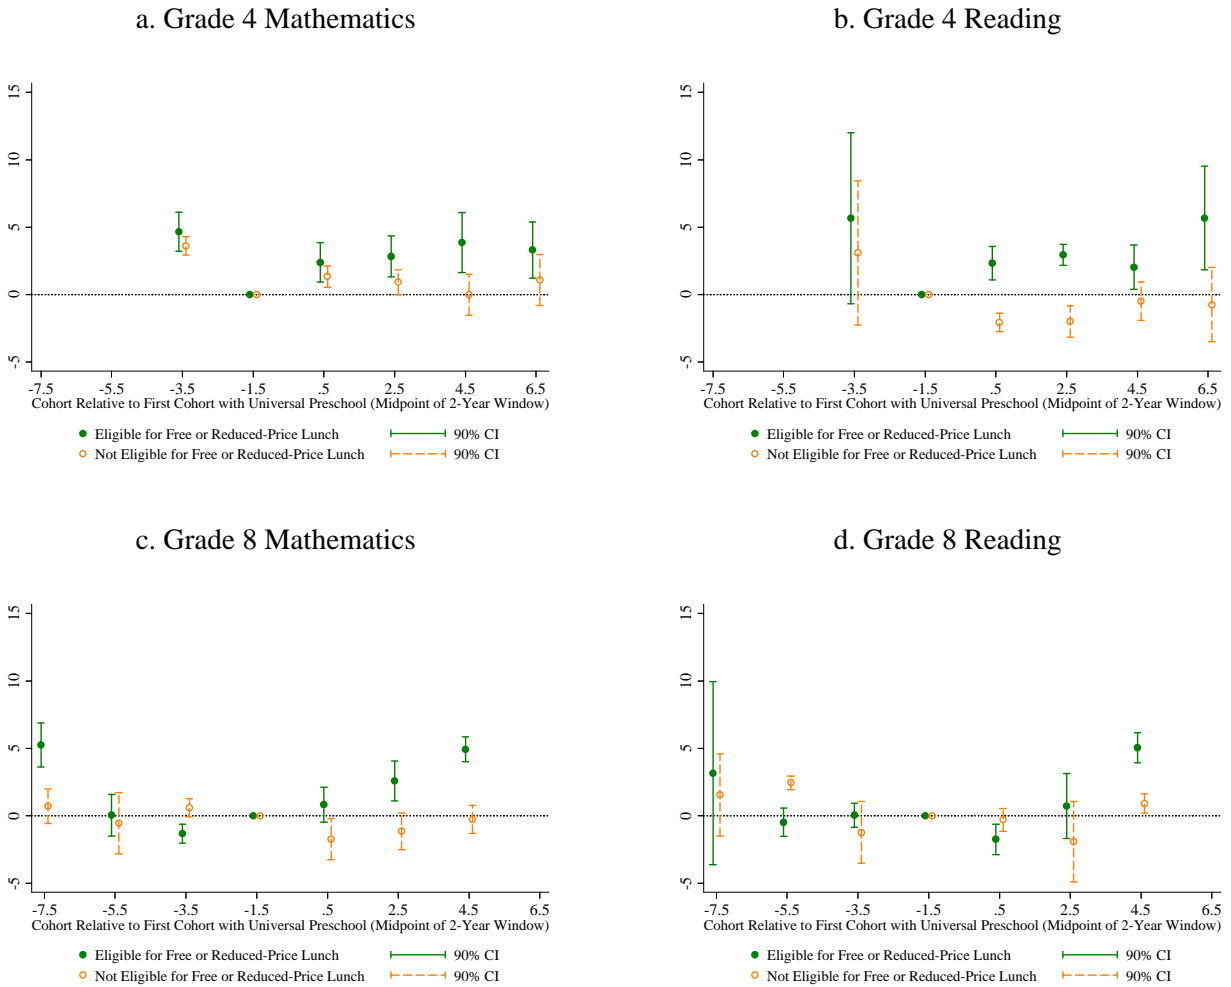 a. Grade 4 Mathematics
15
10
5
0
-5
-7.5 -5.5 -3.5 -1.5 .5 2.5 4.5 6.5
Cohort Relative to First Cohort with Universal Preschool (Midpoint of 2-Year Window)
Eligible for Free or Reduced-Price Lunch 90% CI
Not Eligible for Free or Reduced-Price Lunch 90% CI
b. Grade 4 Reading
15
10
5
0
-5
-7.5 -5.5 -3.5 -1.5 .5 2.5 4.5 6.5
Cohort Relative to First Cohort with Universal Preschool (Midpoint of 2-Year Window)
Eligible for Free or Reduced-Price Lunch 90% CI
Not Eligible for Free or Reduced-Price Lunch 90% CI
c. Grade 8 Mathematics
15
10
5
0
-5
-7.5 -5.5 -3.5 -1.5 .5 2.5 4.5 6.5
Cohort Relative to First Cohort with Universal Preschool (Midpoint of 2-Year Window)
Eligible for Free or Reduced-Price Lunch 90% CI
Not Eligible for Free or Reduced-Price Lunch 90% CI
d. Grade 8 Reading
15
10
5
0
-5
-7.5 -5.5 -3.5 -1.5 .5 2.5 4.5 6.5
Cohort Relative to First Cohort with Universal Preschool (Midpoint of 2-Year Window)
Eligible for Free or Reduced-Price Lunch 90% CI
Not Eligible for Free or Reduced-Price Lunch 90% CI